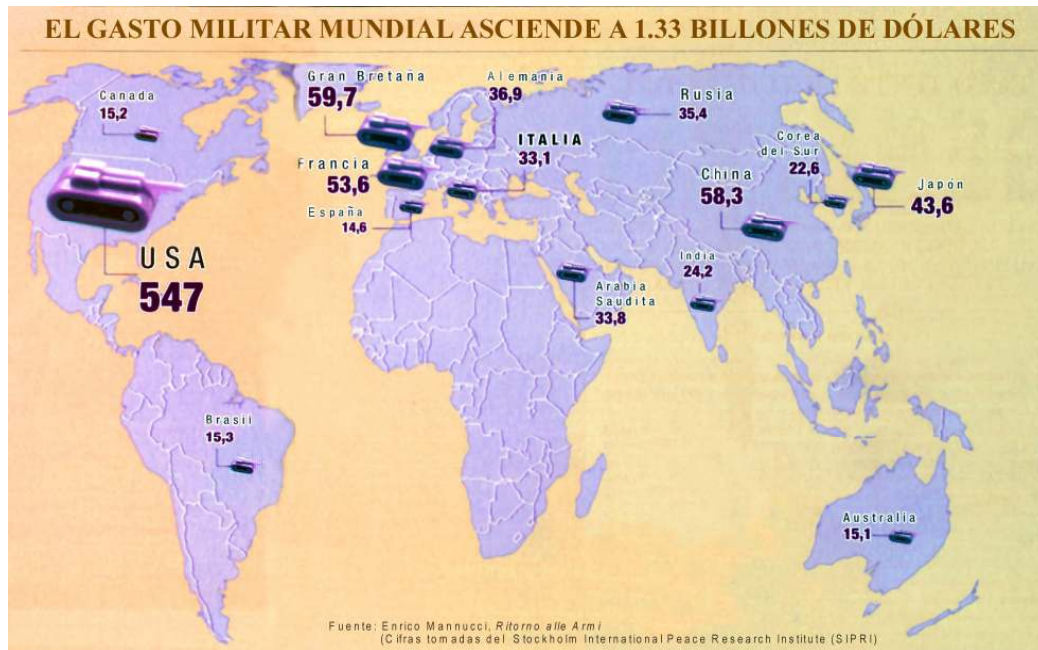 EL GASTO MILITAR MUNDIAL ASCIENDE A 1.33 BILLONES DE DÓLARES
Canada
15,2
Gran Bretaña
59,7
Alemania
36,9
Rusia
35,4
ITALIA
33,1
Francia
53,6
España
14,6
Corea
del Sur
22,6
China
58,3
Japón
43,6
USA
547
India
24,2
Arabia
Saudita
33,8
Brasil
15,3
Australia
15,1
Fuente: Enrico Mannucci, Ritorno alle Armi
(Cifras tomadas del Stockholm International Peace Research Institute (SIPRI)